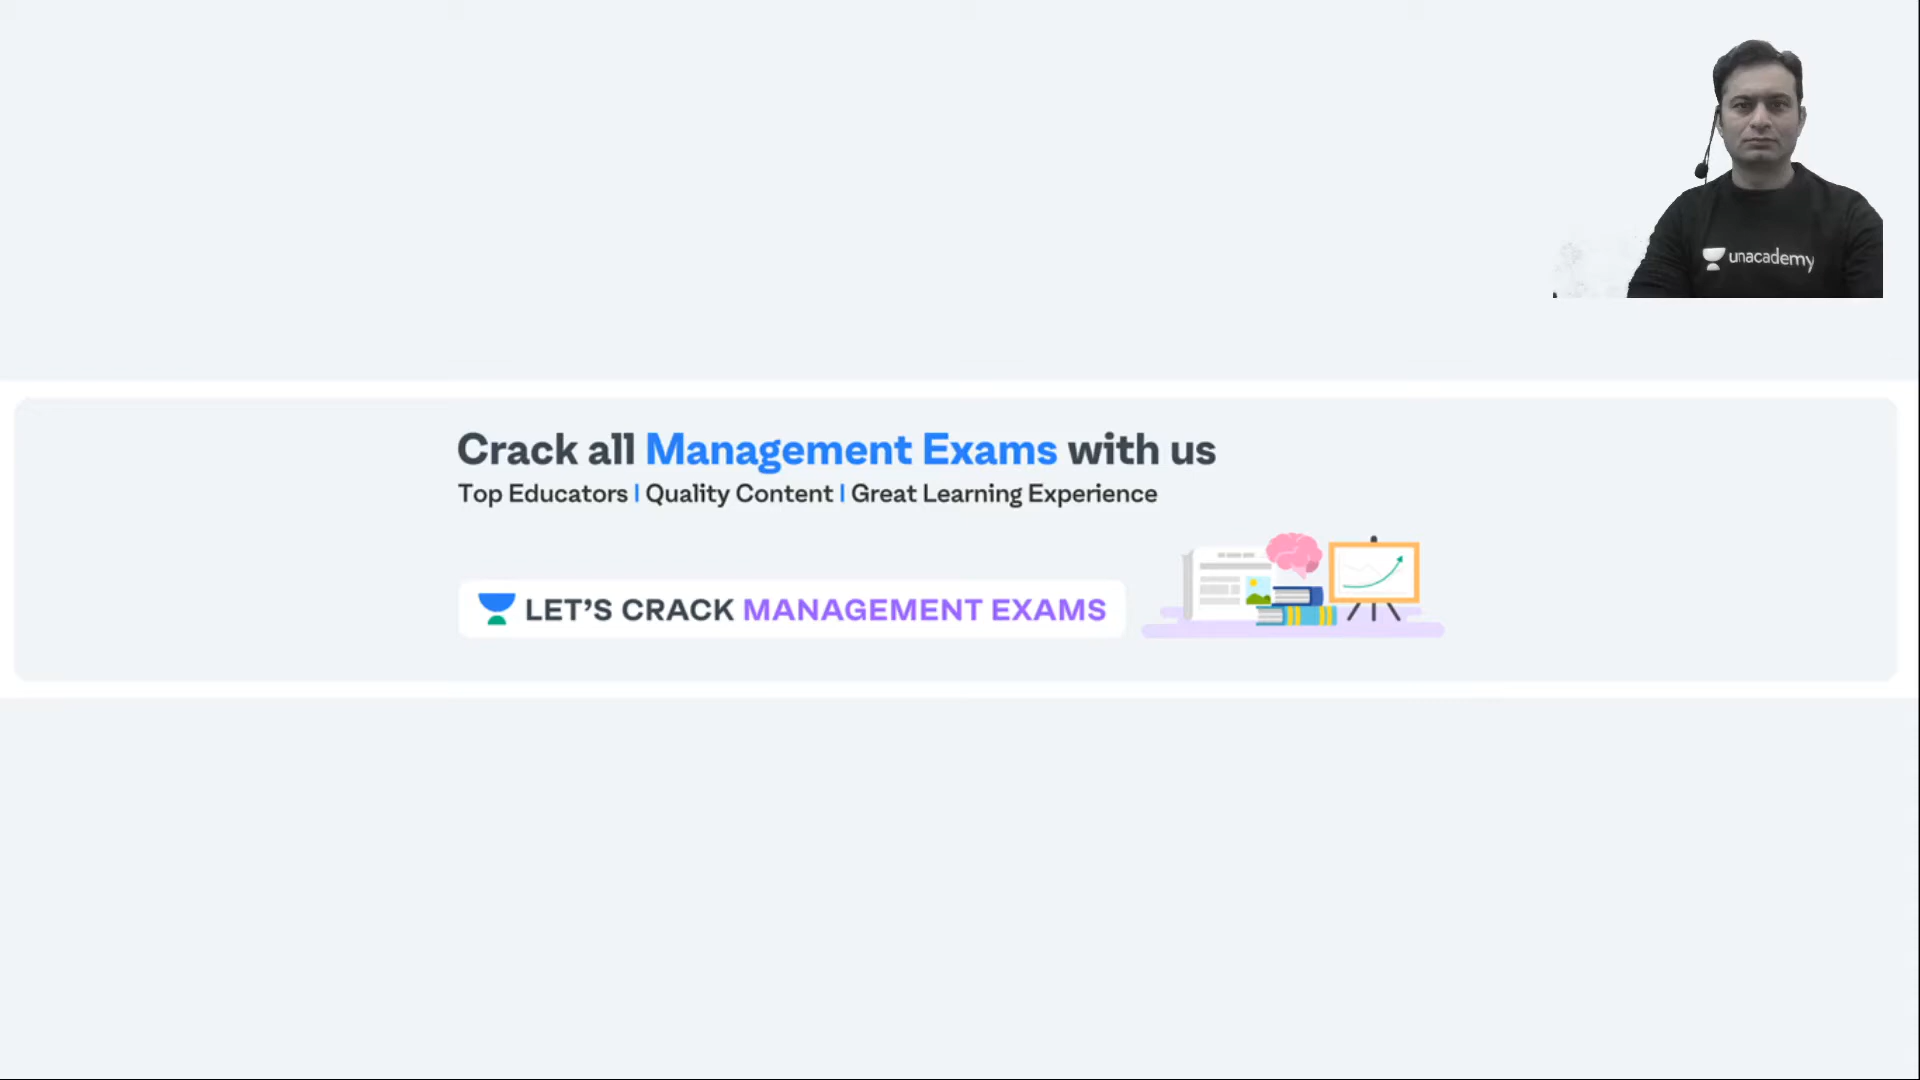 unacademy
Crack all Management Exams with us
Top Educators | Quality Content | Great Learning Experience
LET'S CRACK MANAGEMENT EXAMS